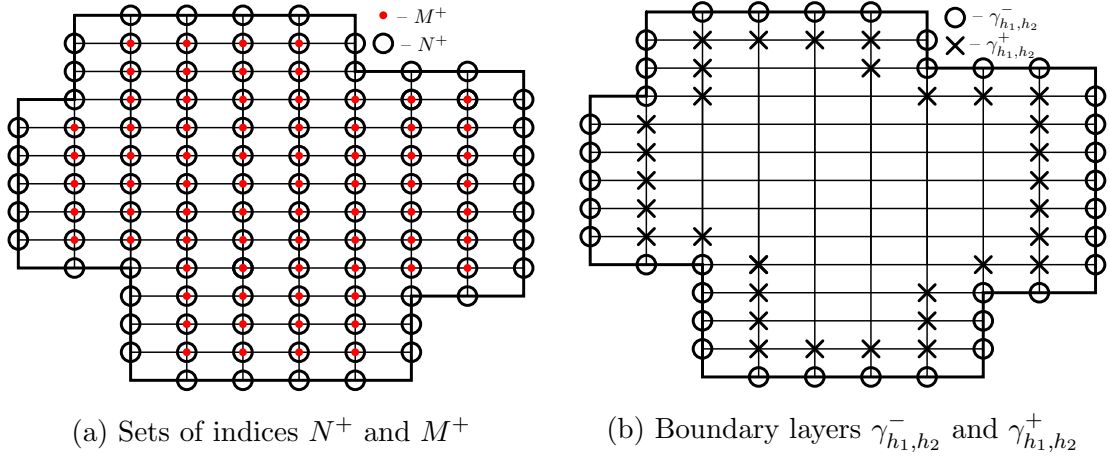 – M⁺
– N⁺
– γ⁻_{h₁,h₂}
– γ⁺_{h₁,h₂}
(a) Sets of indices N⁺ and M⁺
(b) Boundary layers γ⁻_{h₁,h₂} and γ⁺_{h₁,h₂}